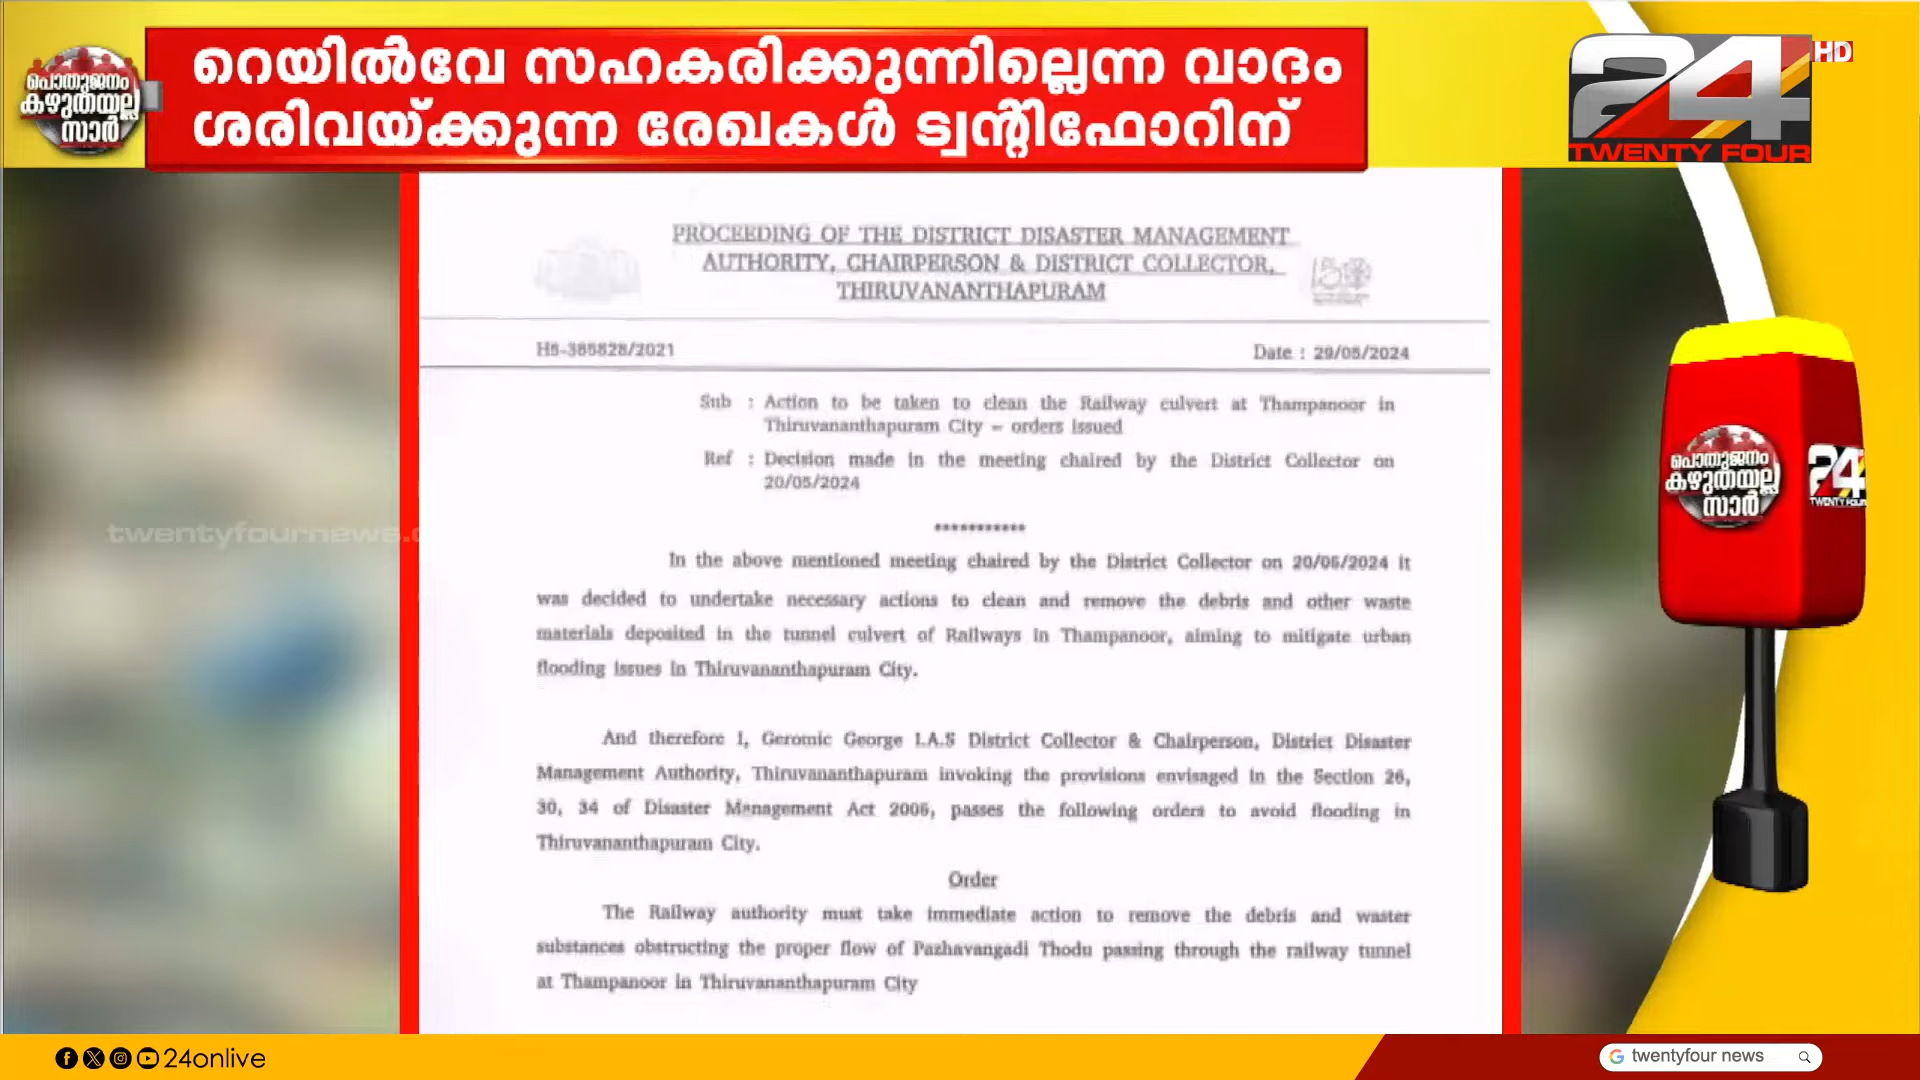 റെയിൽവേ സഹകരിക്കുന്നില്ലെന്ന വാദം
ശരിവയ്ക്കുന്ന രേഖകൾ ട്വന്റിഫോറിന്
പൊതുജനം
കഴുതയല്ല
സാർ
24 HD
TWENTY FOUR
PROCEEDING OF THE DISTRICT DISASTER MANAGEMENT
AUTHORITY, CHAIRPERSON & DISTRICT COLLECTOR,
THIRUVANANTHAPURAM
H5-385828/2021
Date : 29/05/2024
Sub : Action to be taken to clean the Railway culvert at Thampanoor in
Thiruvananthapuram City – orders issued
Ref : Decision made in the meeting chaired by the District Collector on
20/05/2024
***********
In the above mentioned meeting chaired by the District Collector on 20/05/2024 it
was decided to undertake necessary actions to clean and remove the debris and other waste
materials deposited in the tunnel culvert of Railways in Thampanoor, aiming to mitigate urban
flooding issues in Thiruvananthapuram City.
And therefore I, Geromic George I.A.S District Collector & Chairperson, District Disaster
Management Authority, Thiruvananthapuram invoking the provisions envisaged in the Section 26,
30, 34 of Disaster Management Act 2005, passes the following orders to avoid flooding in
Thiruvananthapuram City.
Order
The Railway authority must take immediate action to remove the debris and waster
substances obstructing the proper flow of Pazhavangadi Thodu passing through the railway tunnel
at Thampanoor in Thiruvananthapuram City
twentyfournews.c
പൊതുജനം
കഴുതയല്ല
സാർ
24
TWENTY FOUR
24onlive
twentyfour news